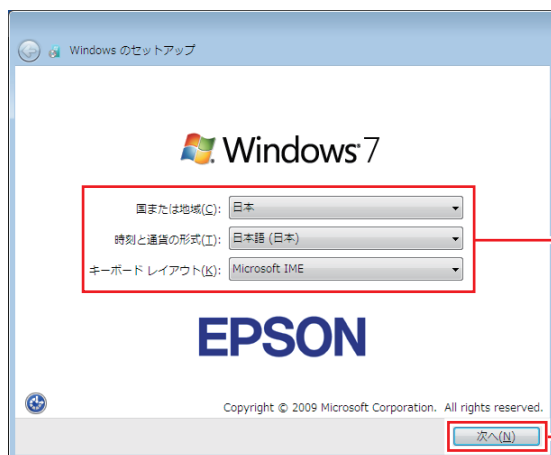 Windows のセットアップ
Windows 7
国または地域(C): 日本
時刻と通貨の形式(T): 日本語 (日本)
キーボード レイアウト(K): Microsoft IME
EPSON
Copyright © 2009 Microsoft Corporation. All rights reserved.
次へ(N)